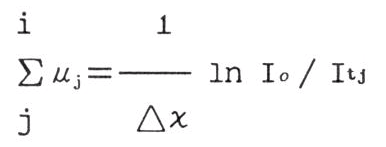 i 1
∑ μj = ── ln Io / Itj
j △x